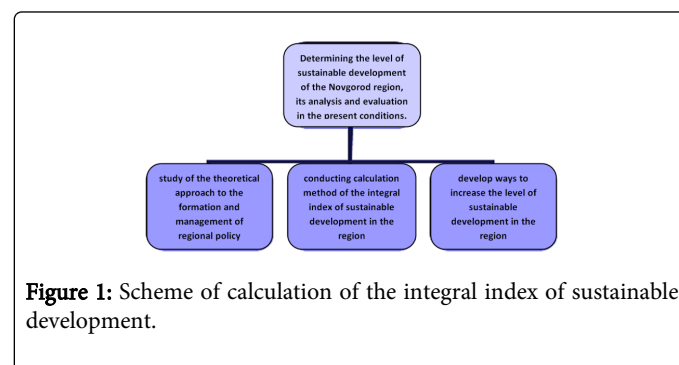 Determining the level of
sustainable development
of the Novgorod region,
its analysis and evaluation
in the present conditions.
study of the theoretical
approach to the
formation and
management of
regional policy
conducting calculation
method of the integral
index of sustainable
development in the
region
develop ways to
increase the level of
sustainable
development in the
region
Figure 1: Scheme of calculation of the integral index of sustainable
development.